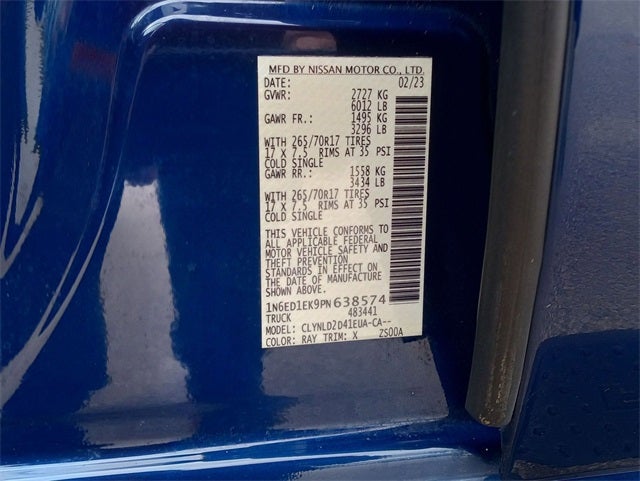 MFD BY NISSAN MOTOR CO., LTD.
DATE: 02/23
GVWR: 2727 KG
6012 LB
GAWR FR.: 1495 KG
3296 LB
WITH 265/70R17 TIRES
17 X 7.5 RIMS AT 35 PSI
COLD SINGLE
GAWR RR.: 1558 KG
3434 LB
WITH 265/70R17 TIRES
17 X 7.5 RIMS AT 35 PSI
COLD SINGLE
THIS VEHICLE CONFORMS TO
ALL APPLICABLE FEDERAL
MOTOR VEHICLE SAFETY AND
THEFT PREVENTION
STANDARDS IN EFFECT ON
THE DATE OF MANUFACTURE
SHOWN ABOVE.
1N6ED1EK9PN638574
TRUCK 483441
MODEL: CLYNLD2D41EUA-CA--
COLOR: RAY TRIM: X ZS00A